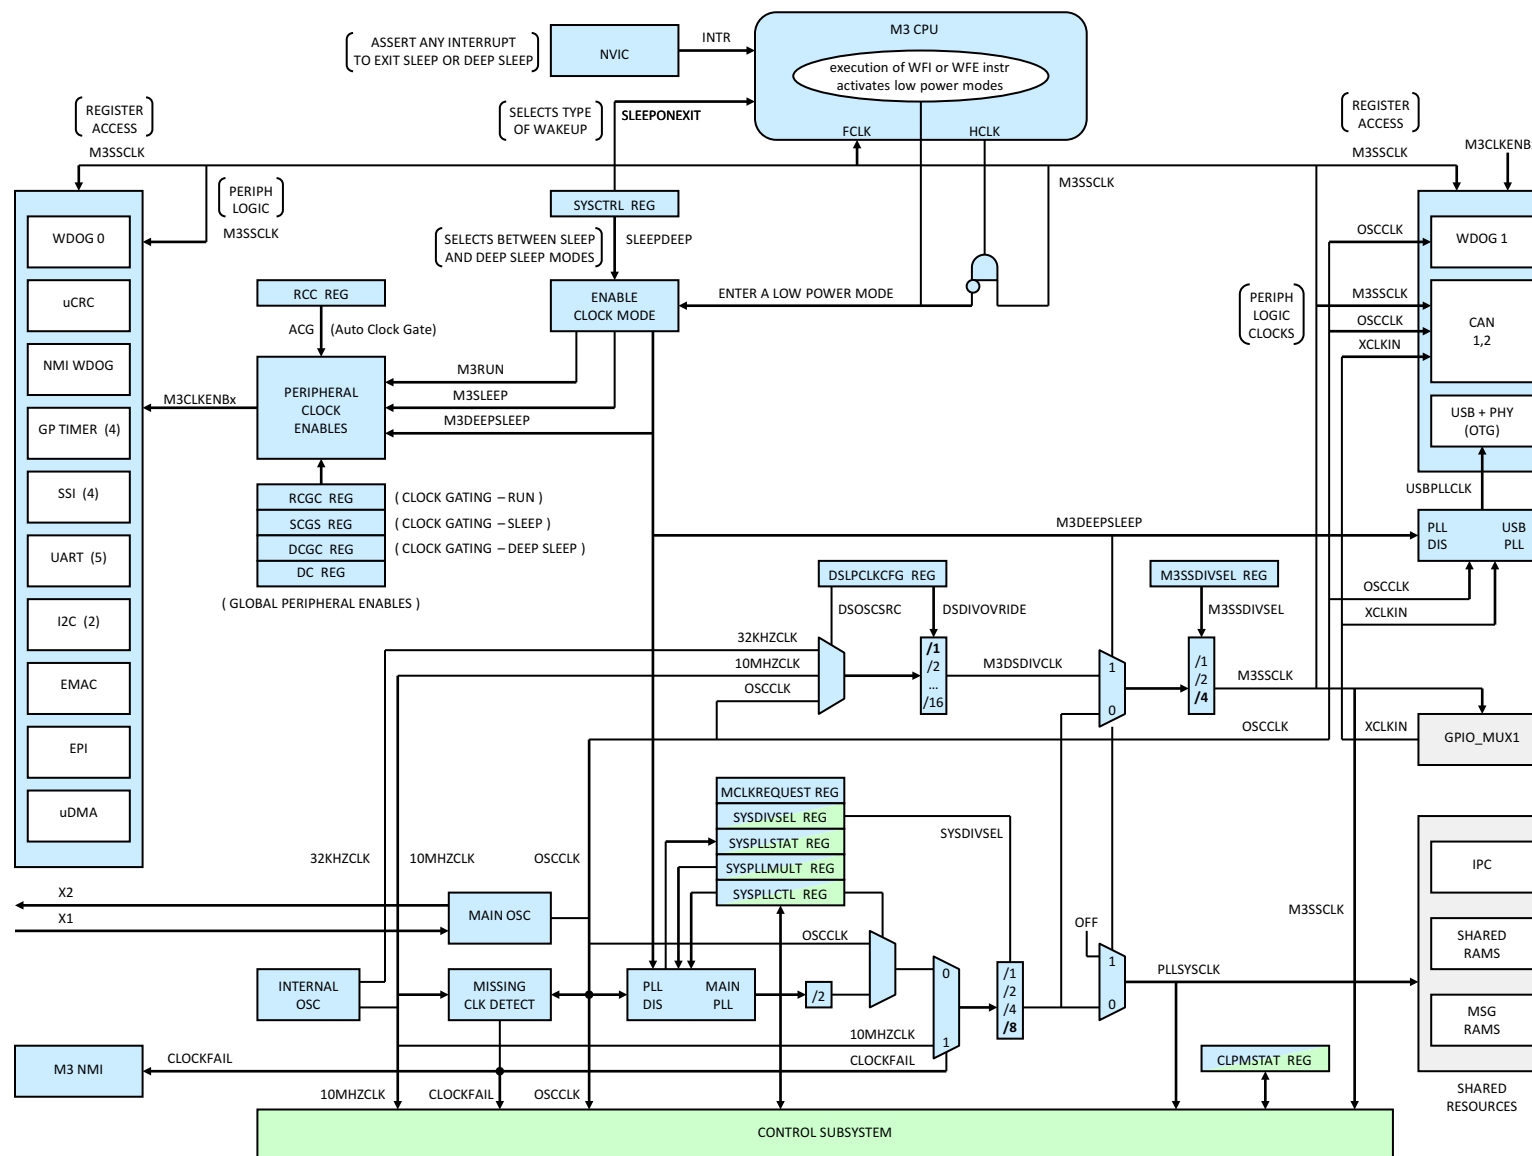 M3 CPU
ASSERT ANY INTERRUPT
TO EXIT SLEEP OR DEEP SLEEP
NVIC
INTR
execution of WFI or WFE instr
activates low power modes
REGISTER
ACCESS
SELECTS TYPE
OF WAKEUP
SLEEPONEXIT
FCLK
HCLK
REGISTER
ACCESS
M3SSCLK
M3SSCLK
M3CLKENBx
PERIPH
LOGIC
M3SSCLK
M3SSCLK
SYSCTRL REG
SELECTS BETWEEN SLEEP
AND DEEP SLEEP MODES
SLEEPDEEP
WDOG 0
uCRC
NMI WDOG
GP TIMER (4)
SSI (4)
UART (5)
I2C (2)
EMAC
EPI
uDMA
OSCCLK
WDOG 1
RCC REG
ENABLE
CLOCK MODE
ENTER A LOW POWER MODE
PERIPH
LOGIC
CLOCKS
M3SSCLK
OSCCLK
XCLKIN
CAN
1,2
ACG
(Auto Clock Gate)
PERIPHERAL
CLOCK
ENABLES
M3RUN
M3SLEEP
M3DEEPSLEEP
M3CLKENBx
USB + PHY
(OTG)
USBPLLCLK
RCGC REG
( CLOCK GATING – RUN )
SCGS REG
( CLOCK GATING – SLEEP )
DCGC REG
( CLOCK GATING – DEEP SLEEP )
DC REG
( GLOBAL PERIPHERAL ENABLES )
M3DEEPSLEEP
PLL
DIS
USB
PLL
DSLPCLKCFG REG
M3SSDIVSEL REG
OSCCLK
XCLKIN
DSOSCSRC
DSDIVOVRIDE
M3SSDIVSEL
32KHZCLK
10MHZCLK
OSCCLK
/1
/2
...
/16
M3DSDIVCLK
1
0
/1
/2
/4
M3SSCLK
OSCCLK
XCLKIN
GPIO_MUX1
MCLKREQUEST REG
SYSDIVSEL REG
SYSPLLSTAT REG
SYSPLLMULT REG
SYSPLLCTL REG
SYSDIVSEL
32KHZCLK
10MHZCLK
OSCCLK
X2
X1
MAIN OSC
OSCCLK
OFF
M3SSCLK
IPC
SHARED
RAMS
MSG
RAMS
INTERNAL
OSC
MISSING
CLK DETECT
PLL
DIS
MAIN
PLL
/2
0
1
/1
/2
/4
/8
1
0
PLLSYSCLK
10MHZCLK
CLOCKFAIL
M3 NMI
CLOCKFAIL
CLPMSTAT REG
SHARED
RESOURCES
10MHZCLK
CLOCKFAIL
OSCCLK
CONTROL SUBSYSTEM